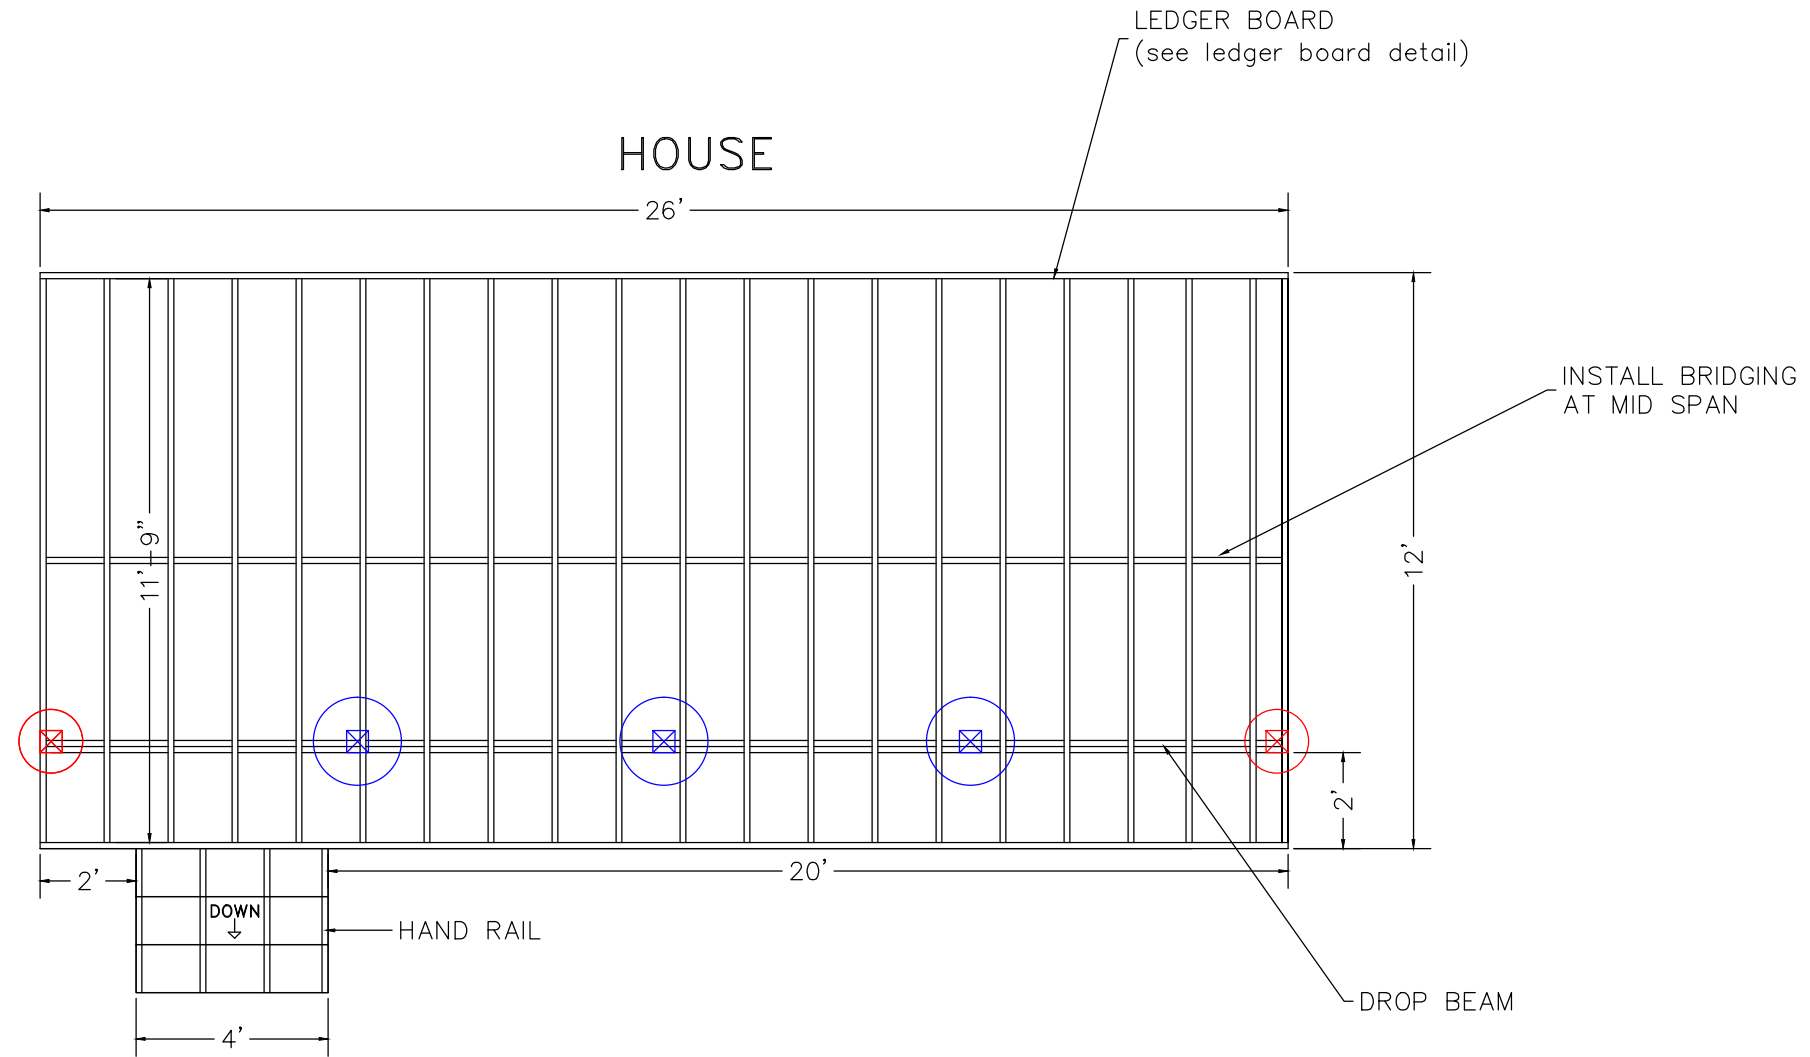 LEDGER BOARD
(see ledger board detail)
HOUSE
26'
INSTALL BRIDGING
AT MID SPAN
11'-9"
12'
2'
2'
20'
DOWN
HAND RAIL
DROP BEAM
4'